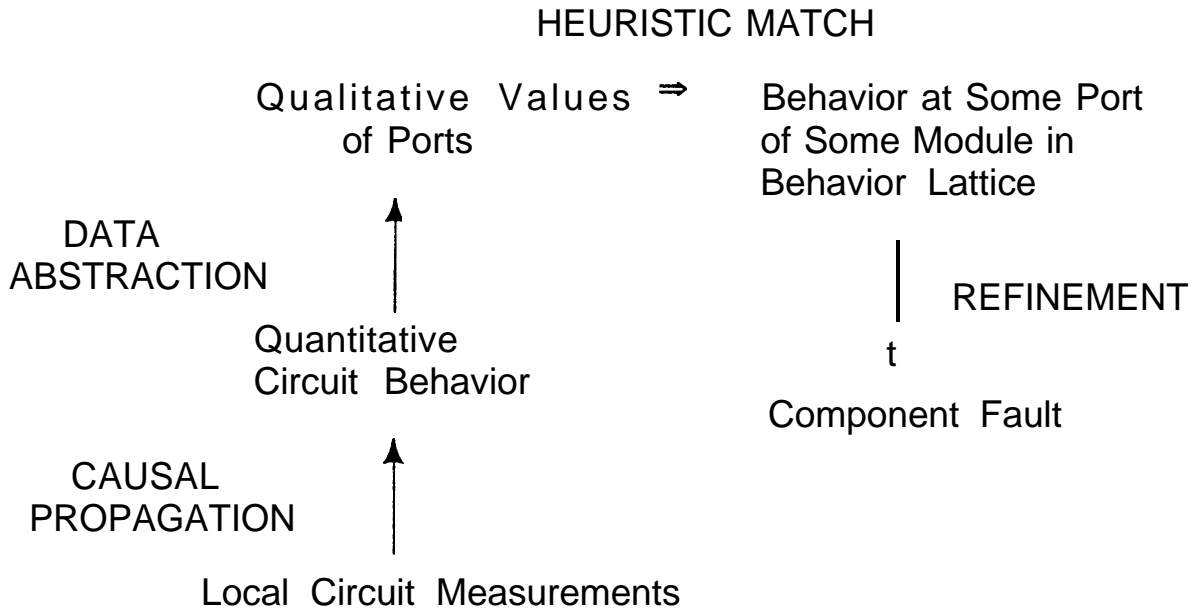 HEURISTIC MATCH
Qualitative Values ⇒
of Ports
Behavior at Some Port
of Some Module in
Behavior Lattice
DATA
ABSTRACTION
REFINEMENT
Quantitative
Circuit Behavior
t
Component Fault
CAUSAL
PROPAGATION
Local Circuit Measurements